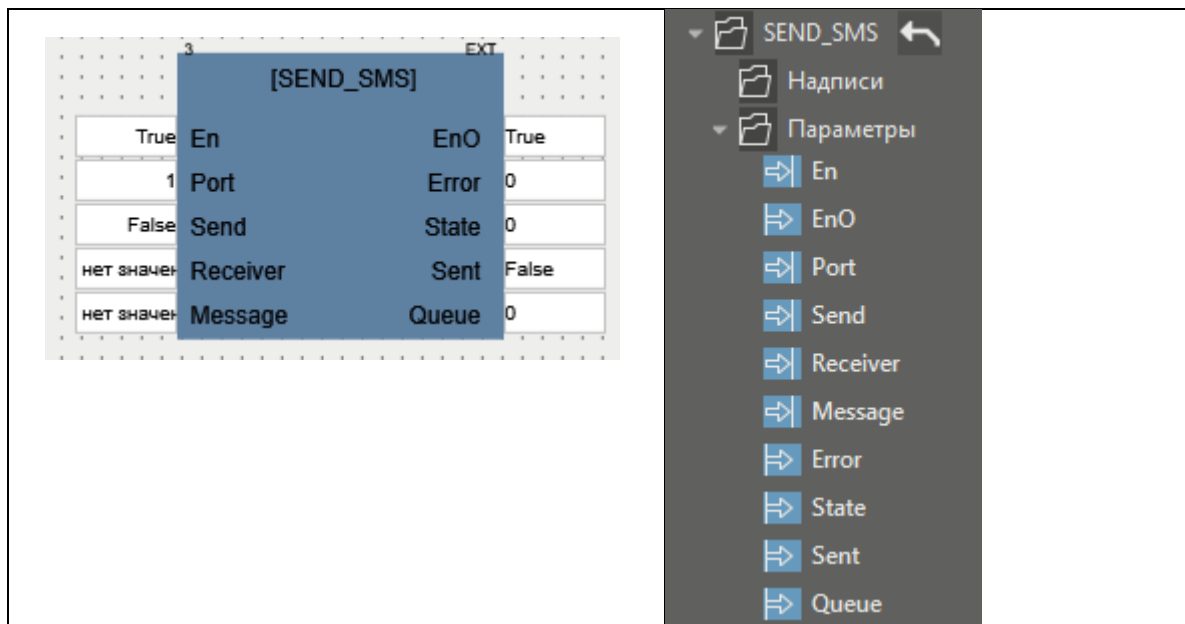 3 EXT
[SEND_SMS]
True En EnO True
1 Port Error 0
False Send State 0
нет значен Receiver Sent False
нет значен Message Queue 0
SEND_SMS
Надписи
Параметры
En
EnO
Port
Send
Receiver
Message
Error
State
Sent
Queue